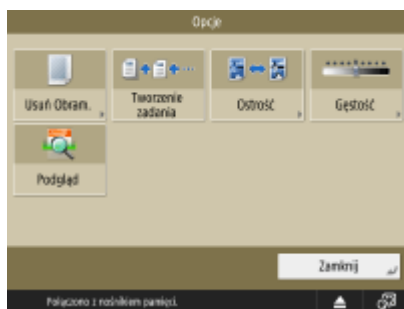 Opcje
Usuń Obram.
Tworzenie
zadania
Ostrość
Gęstość
Podgląd
Zamknij
Połączono z nośnikiem pamięci.